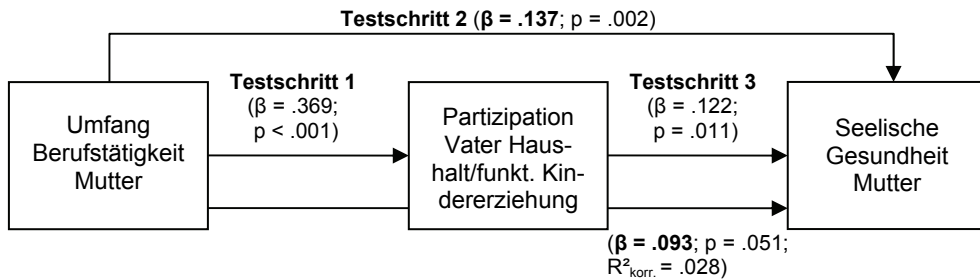 Testschritt 2 (β = .137; p = .002)
Testschritt 1
(β = .369;
p < .001)
Testschritt 3
(β = .122;
p = .011)
Umfang
Berufstätigkeit
Mutter
Partizipation
Vater Haus-
halt/funkt. Kin-
dererziehung
Seelische
Gesundheit
Mutter
(β = .093; p = .051;
R²korr. = .028)